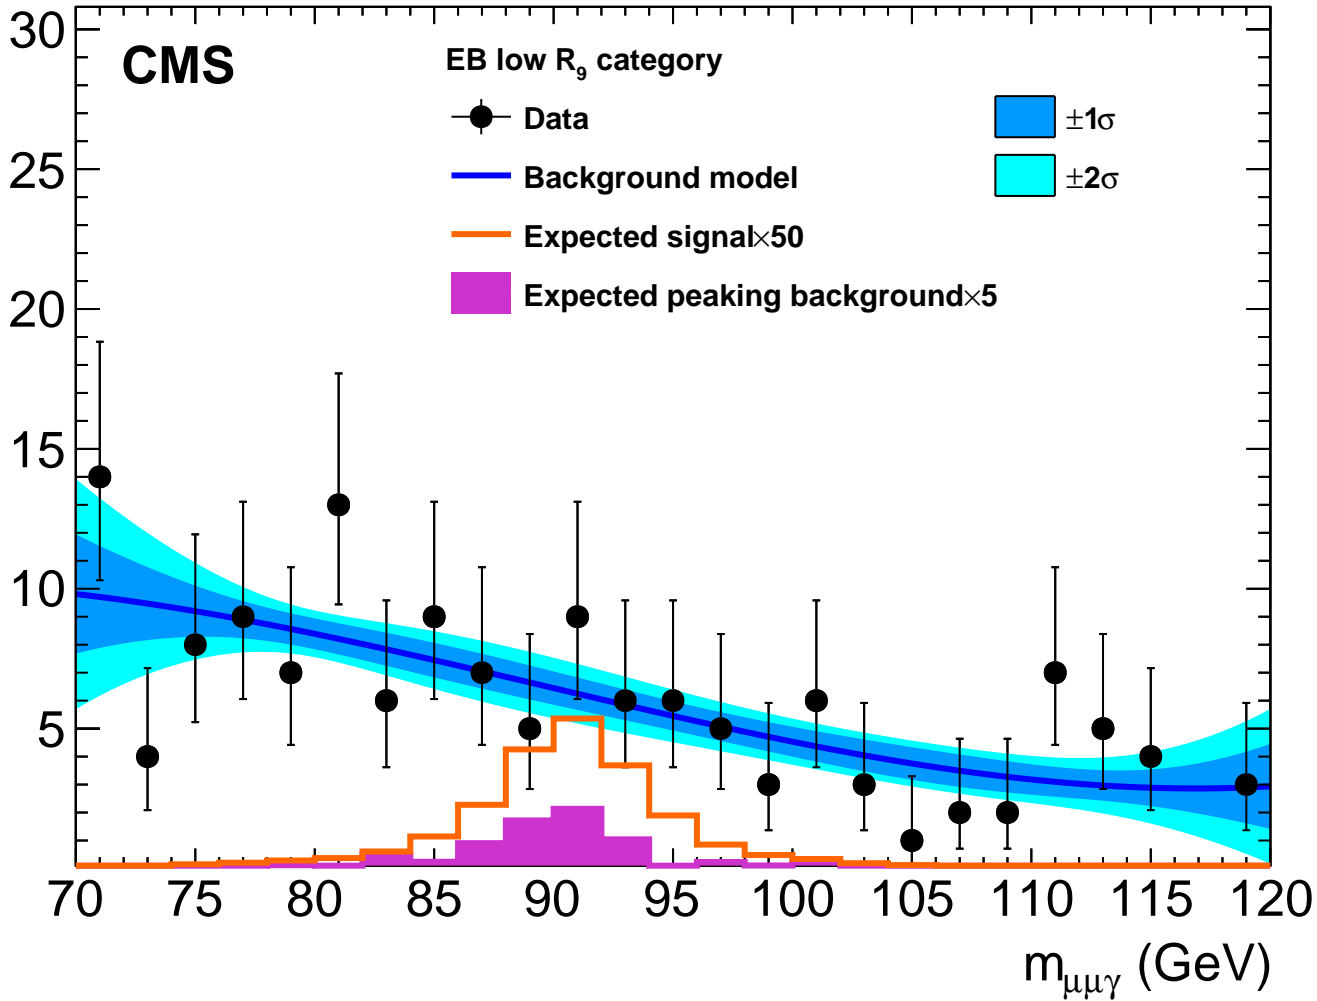 30
CMS
EB low R9 category
Data
±1σ
25
Background model
±2σ
Expected signal×50
20
Expected peaking background×5
15
10
5
70 75 80 85 90 95 100 105 110 115 120
mμμγ (GeV)